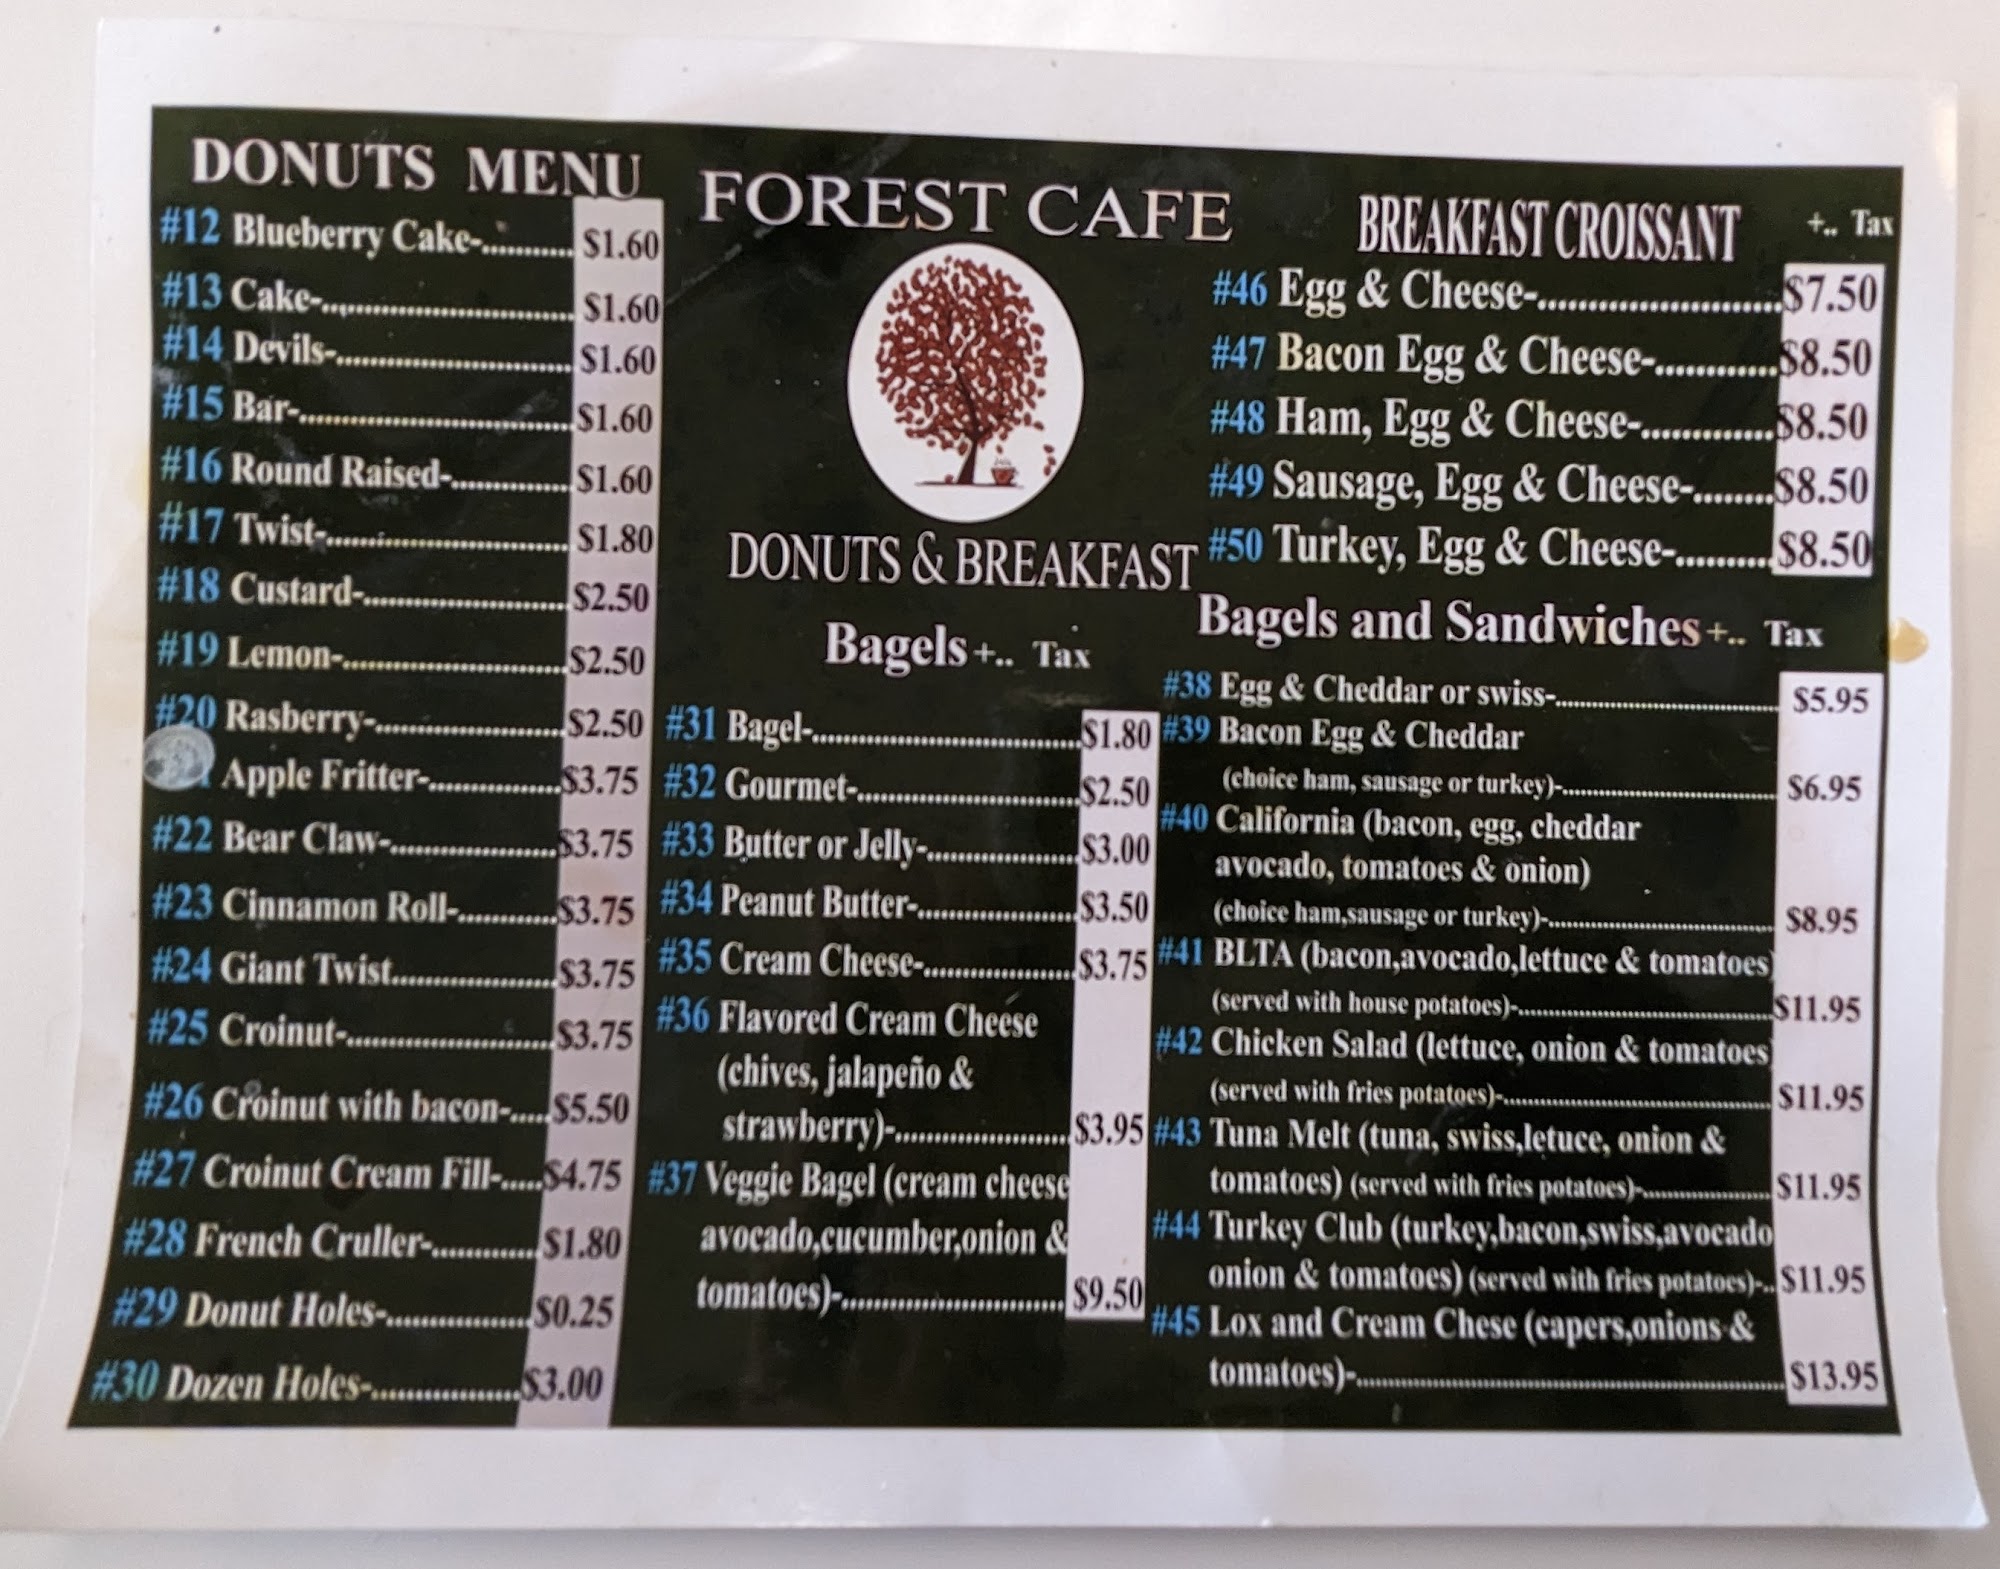 DONUTS MENU
#12 Blueberry Cake-........... $1.60
#13 Cake-........................... $1.60
#14 Devils-.......................... $1.60
#15 Bar-.............................. $1.60
#16 Round Raised-............ $1.60
#17 Twist-.......................... $1.80
#18 Custard-...................... $2.50
#19 Lemon-........................ $2.50
#20 Rasberry-.................... $2.50
Apple Fritter-.............. $3.75
#22 Bear Claw-.................. $3.75
#23 Cinnamon Roll-........... $3.75
#24 Giant Twist.................. $3.75
#25 Croinut-....................... $3.75
#26 Croinut with bacon-..... $5.50
#27 Croinut Cream Fill-..... $4.75
#28 French Cruller-............ $1.80
#29 Donut Holes-................ $0.25
#30 Dozen Holes-................ $3.00
FOREST CAFE
DONUTS & BREAKFAST
Bagels +.. Tax
#31 Bagel-.............................. $1.80
#32 Gourmet-......................... $2.50
#33 Butter or Jelly-................ $3.00
#34 Peanut Butter-................. $3.50
#35 Cream Cheese-................ $3.75
#36 Flavored Cream Cheese
(chives, jalapeño &
strawberry)-.................... $3.95
#37 Veggie Bagel (cream cheese
avocado,cucumber,onion &
tomatoes)-......................... $9.50
BREAKFAST CROISSANT +.. Tax
#46 Egg & Cheese-........................ $7.50
#47 Bacon Egg & Cheese-............ $8.50
#48 Ham, Egg & Cheese-............. $8.50
#49 Sausage, Egg & Cheese-........ $8.50
#50 Turkey, Egg & Cheese-.......... $8.50
Bagels and Sandwiches +.. Tax
#38 Egg & Cheddar or swiss-............................ $5.95
#39 Bacon Egg & Cheddar
(choice ham, sausage or turkey)-........................... $6.95
#40 California (bacon, egg, cheddar
avocado, tomatoes & onion)
(choice ham,sausage or turkey)-............................ $8.95
#41 BLTA (bacon,avocado,lettuce & tomatoes)
(served with house potatoes)-................................ $11.95
#42 Chicken Salad (lettuce, onion & tomatoes
(served with fries potatoes)-.................................. $11.95
#43 Tuna Melt (tuna, swiss,letuce, onion &
tomatoes) (served with fries potatoes)-................ $11.95
#44 Turkey Club (turkey,bacon,swiss,avocado
onion & tomatoes) (served with fries potatoes)-.. $11.95
#45 Lox and Cream Chese (capers,onions &
tomatoes)-...................................................... $13.95